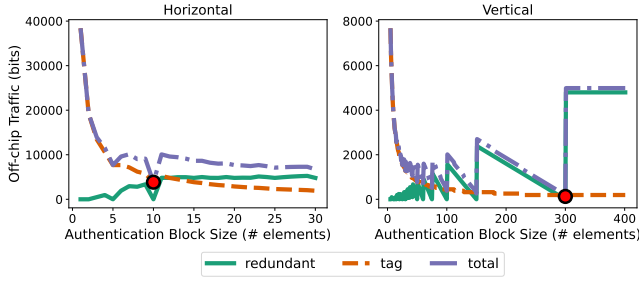 Horizontal
Vertical
Off-chip Traffic (bits)
40000
30000
20000
10000
0
0
5
10
15
20
25
30
Authentication Block Size (# elements)
8000
6000
4000
2000
0
0
100
200
300
400
Authentication Block Size (# elements)
redundant
tag
total